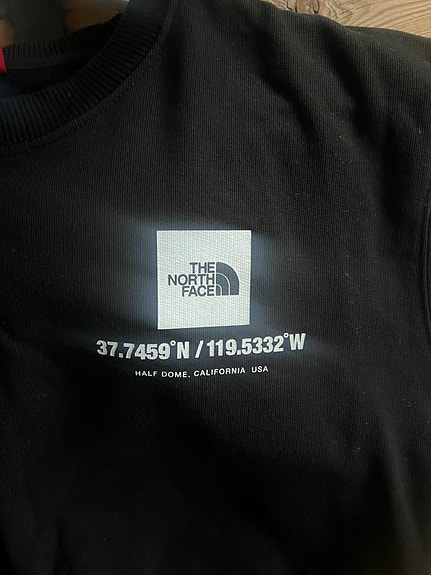 THE
NORTH
FACE
37.7459°N / 119.5332°W
HALF DOME, CALIFORNIA USA